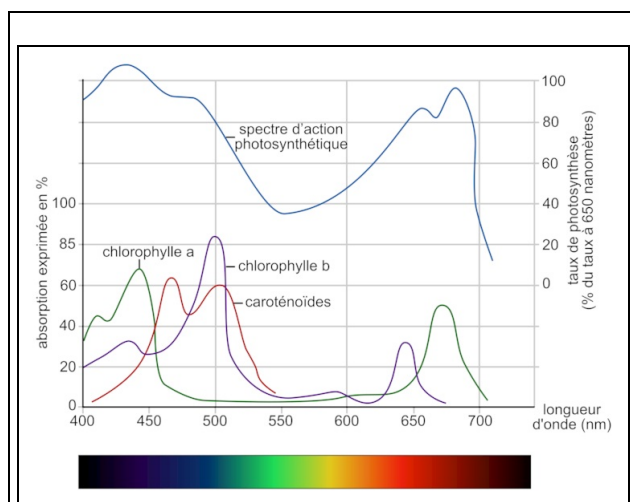 100
80
60
40
20
0
taux de photosynthèse
(% du taux à 650 nanomètres)
spectre d'action
photosynthétique
absorption exprimée en %
100
85
60
40
20
0
chlorophylle a
chlorophylle b
caroténoïdes
400
450
500
550
600
650
700
longueur
d'onde (nm)